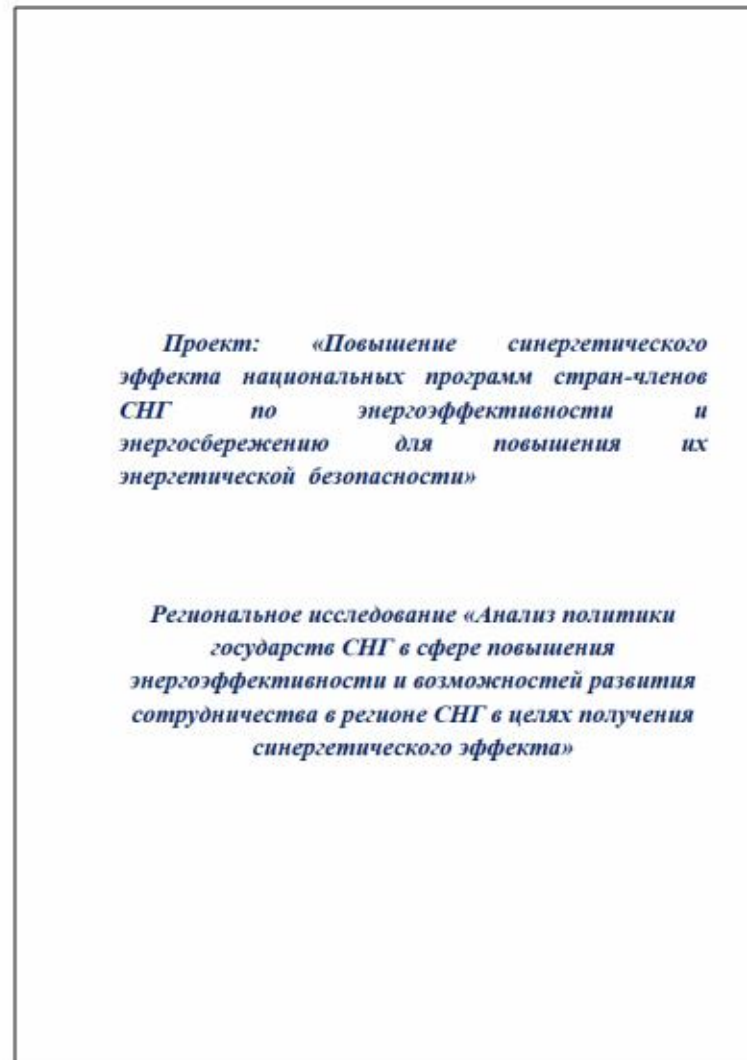 Проект: «Повышение синергетического
эффекта национальных программ стран-членов
СНГ по энергоэффективности и
энергосбережению для повышения их
энергетической безопасности»
Региональное исследование «Анализ политики
государств СНГ в сфере повышения
энергоэффективности и возможностей развития
сотрудничества в регионе СНГ в целях получения
синергетического эффекта»